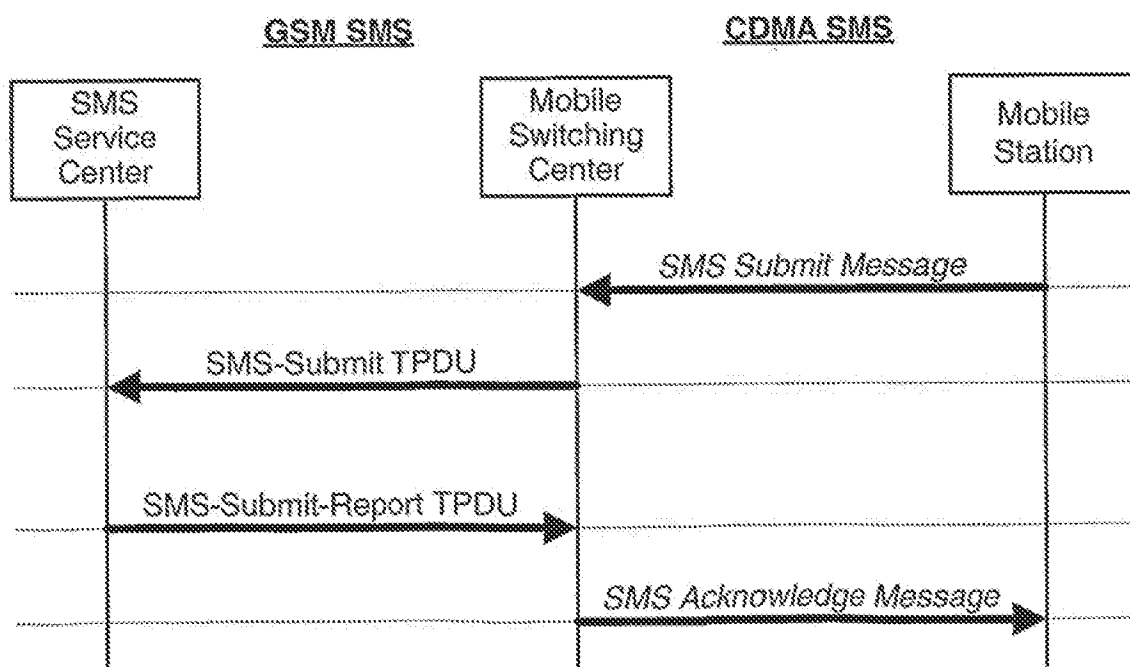 GSM SMS
CDMA SMS
SMS
Service
Center
Mobile
Switching
Center
Mobile
Station
SMS Submit Message
SMS-Submit TPDU
SMS-Submit-Report TPDU
SMS Acknowledge Message